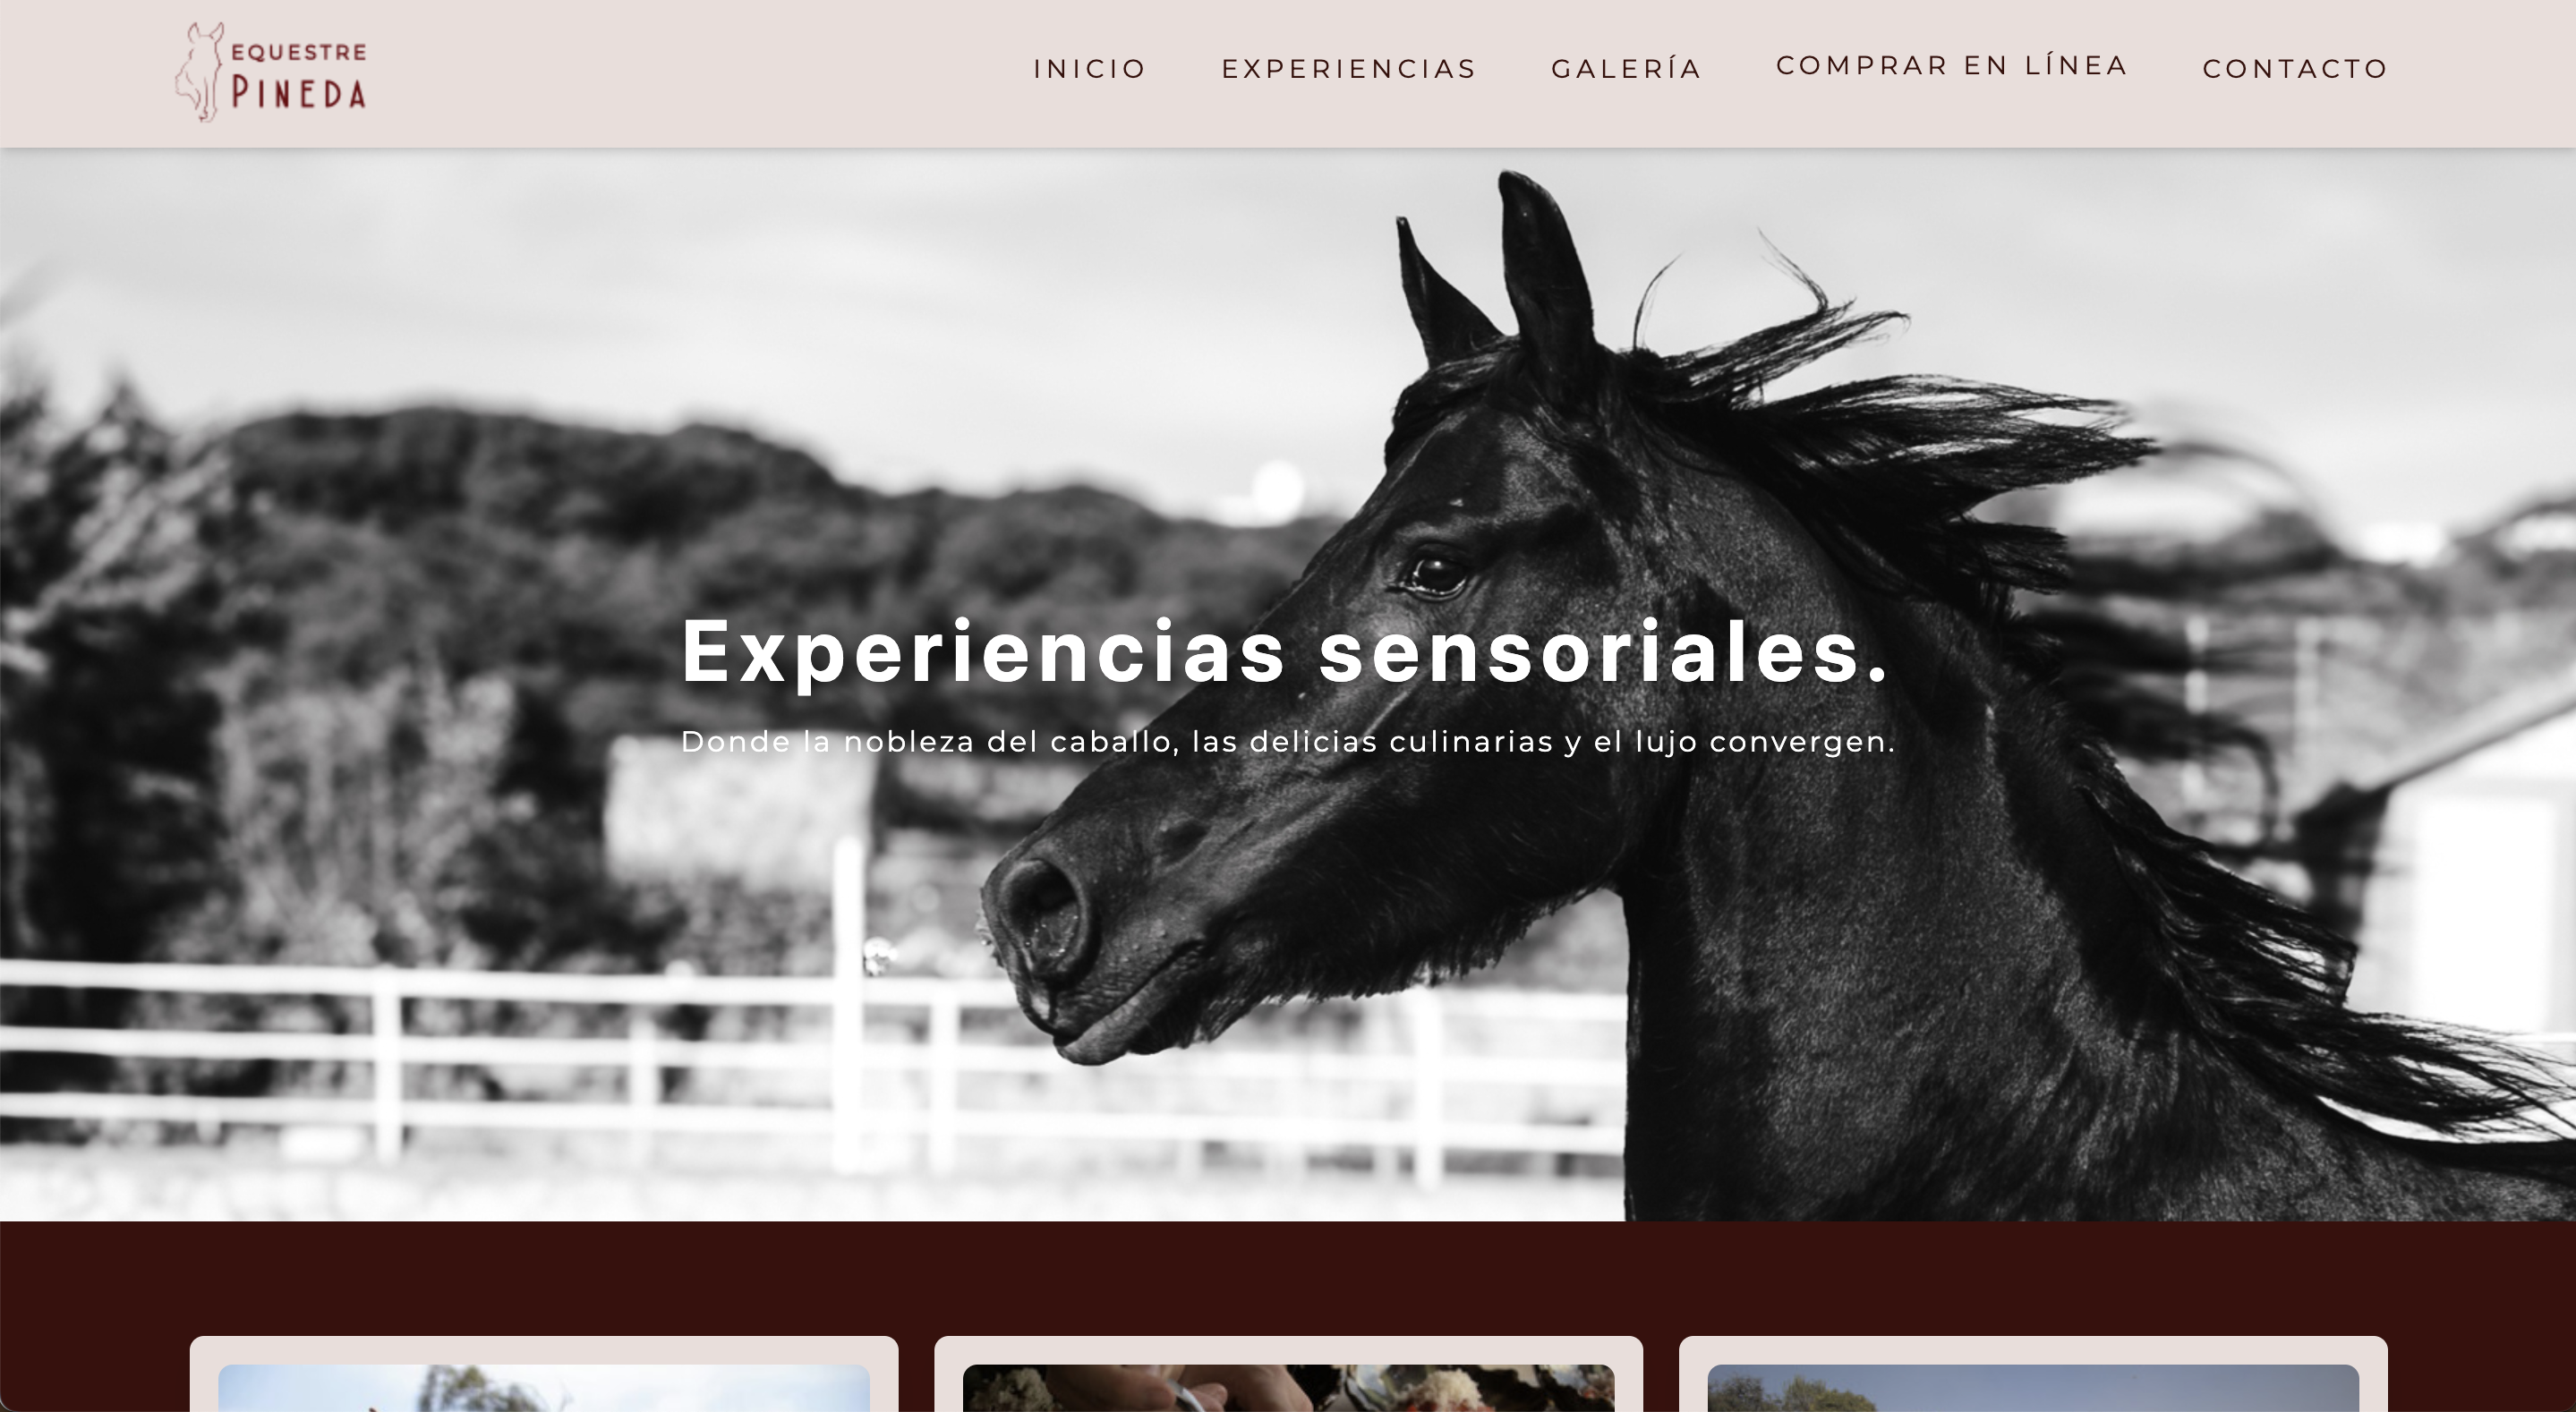 EQUESTRE
PINEDA
INICIO
EXPERIENCIAS
GALERÍA
COMPRAR EN LÍNEA
CONTACTO
Experiencias sensoriales.
Donde la nobleza del caballo, las delicias culinarias y el lujo convergen.